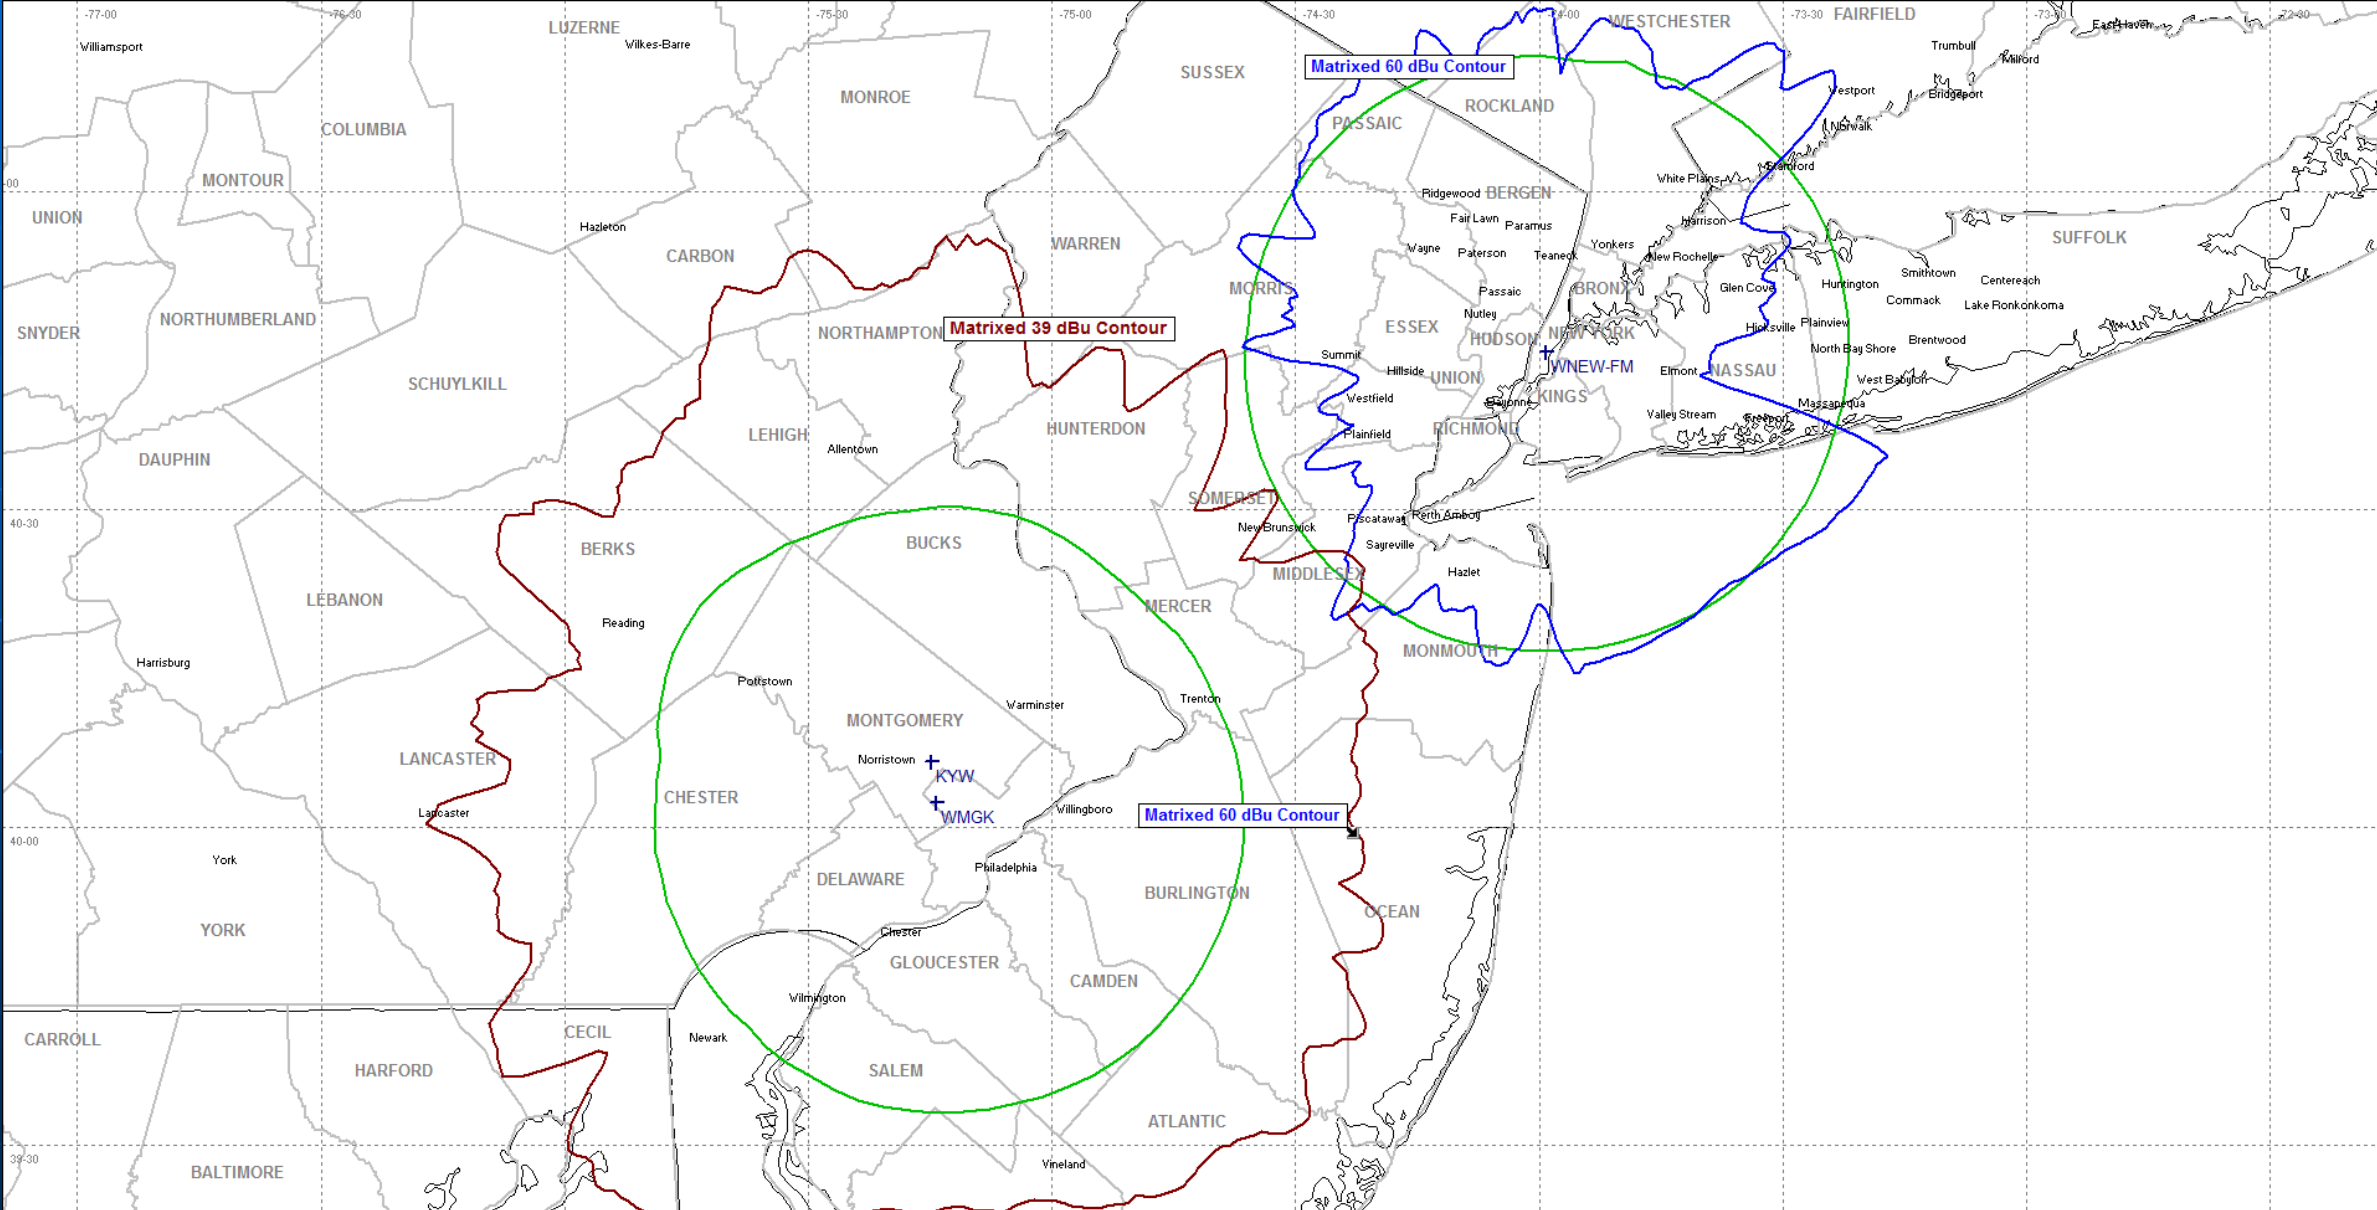 -77-00
-76-30
-75-30
-75-00
-74-30
-74-00
-73-30
-73-00
-72-30
LUZERNE
WESTCHESTER
FAIRFIELD
East Haven
Williamsport
Wilkes-Barre
Trumbull
Milford
Matrixed 60 dBu Contour
SUSSEX
MONROE
ROCKLAND
Westport
Bridgeport
COLUMBIA
PASSAIC
Norwalk
Stamford
MONTOUR
White Plains
-00
Ridgewood
BERGEN
UNION
Hazleton
Fair Lawn
Paramus
Harrison
SUFFOLK
CARBON
WARREN
Wayne
Paterson
Teaneck
Yonkers
New Rochelle
Smithtown
Centereach
MORRIS
Passaic
BRONX
Glen Cove
Huntington
Commack
Lake Ronkonkoma
SNYDER
NORTHUMBERLAND
NORTHAMPTON
Matrixed 39 dBu Contour
ESSEX
Nutley
HUDSON
NEW YORK
Hicksville
Plainview
Brentwood
North Bay Shore
Summit
WNEW-FM
SCHUYLKILL
Hillside
UNION
Elmont
NASSAU
West Babylon
Westfield
Bayonne
KINGS
Massapequa
Valley Stream
Freeport
LEHIGH
Allentown
HUNTERDON
Plainfield
RICHMOND
DAUPHIN
SOMERSET
40-30
New Brunswick
Piscataway
Perth Amboy
BERKS
BUCKS
Sayreville
MIDDLESEX
Hazlet
LEBANON
MERCER
Reading
Harrisburg
MONMOUTH
Pottstown
Warminster
Trenton
MONTGOMERY
LANCASTER
Norristown
KYW
CHESTER
Lancaster
WMGK
Willingboro
Matrixed 60 dBu Contour
40-00
York
Philadelphia
DELAWARE
BURLINGTON
YORK
Chester
OCEAN
GLOUCESTER
CAMDEN
Wilmington
CARROLL
CECIL
Newark
HARFORD
SALEM
ATLANTIC
39-30
BALTIMORE
Vineland